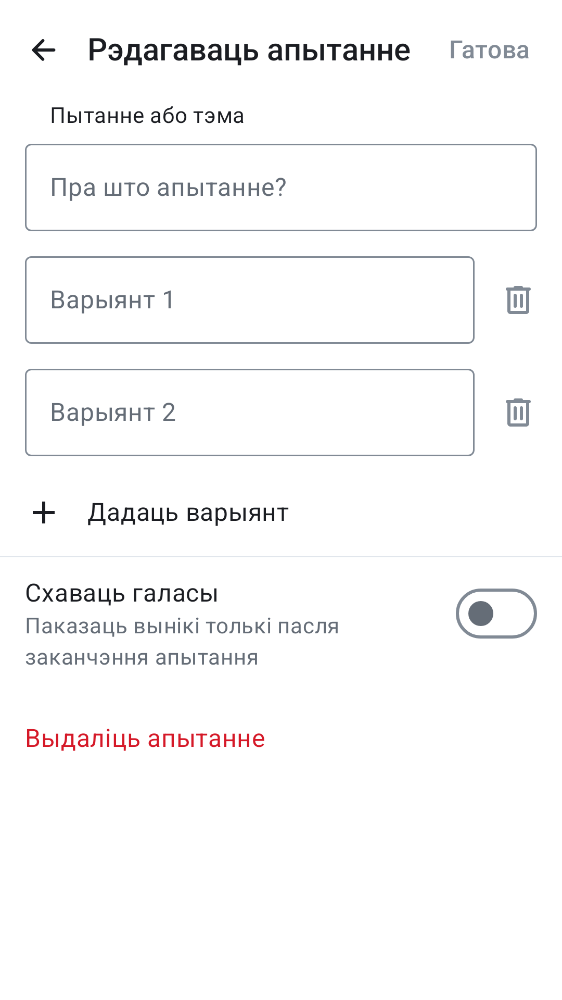 Рэдагаваць апытанне
Гатова
Пытанне або тэма
Пра што апытанне?
Варыянт 1
Варыянт 2
Дадаць варыянт
Схаваць галасы
Паказаць вынікі толькі пасля
заканчэння апытання
Выдаліць апытанне